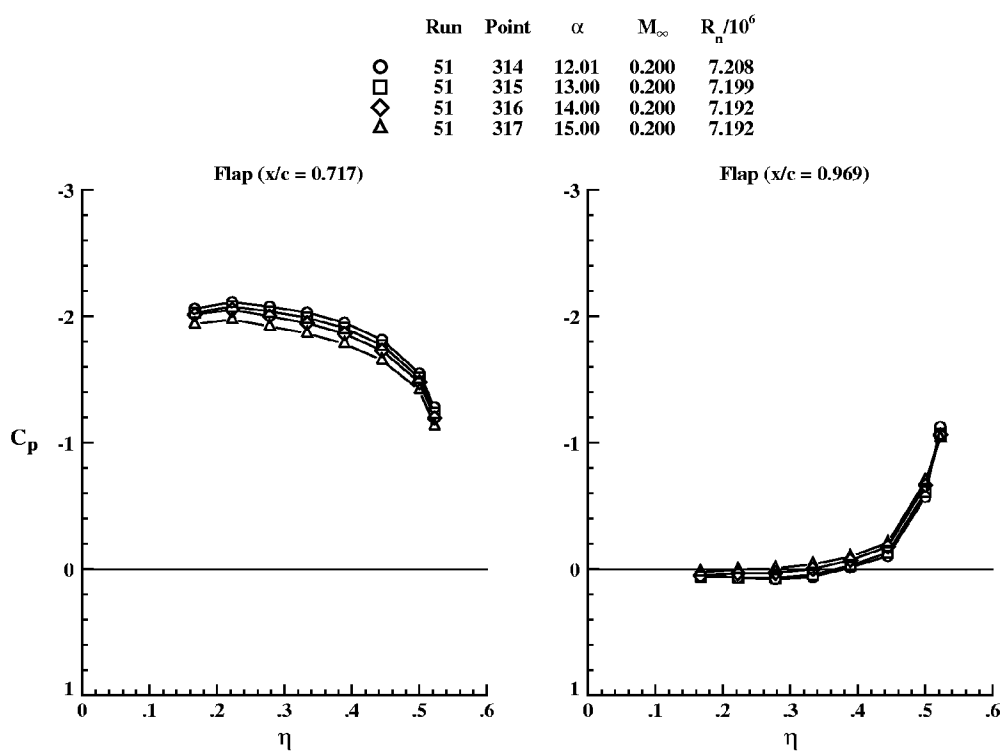 Run Point α M∞ Rn/10⁶
51 314 12.01 0.200 7.208
51 315 13.00 0.200 7.199
51 316 14.00 0.200 7.192
51 317 15.00 0.200 7.192
Flap (x/c = 0.717)
-3
-2
-1
0
1
Cp
0 .1 .2 .3 .4 .5 .6
η
Flap (x/c = 0.969)
-3
-2
-1
0
1
0 .1 .2 .3 .4 .5 .6
η